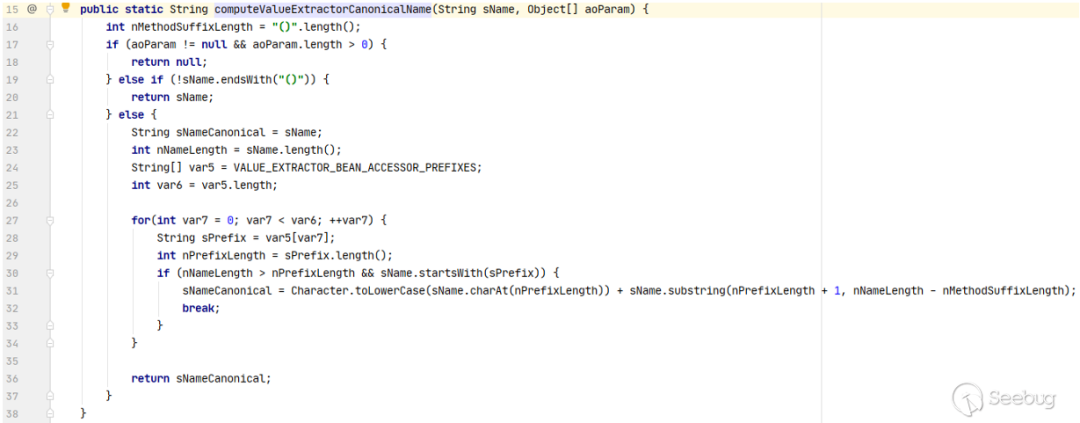 15 @ public static String computeValueExtractorCanonicalName(String sName, Object[] aoParam) {
16 int nMethodSuffixLength = "()".length();
17 if (aoParam != null && aoParam.length > 0) {
18 return null;
19 } else if (!sName.endsWith("()")) {
20 return sName;
21 } else {
22 String sNameCanonical = sName;
23 int nNameLength = sName.length();
24 String[] var5 = VALUE_EXTRACTOR_BEAN_ACCESSOR_PREFIXES;
25 int var6 = var5.length;
26
27 for(int var7 = 0; var7 < var6; ++var7) {
28 String sPrefix = var5[var7];
29 int nPrefixLength = sPrefix.length();
30 if (nNameLength > nPrefixLength && sName.startsWith(sPrefix)) {
31 sNameCanonical = Character.toLowerCase(sName.charAt(nPrefixLength)) + sName.substring(nPrefixLength + 1, nNameLength - nMethodSuffixLength);
32 break;
33 }
34 }
35
36 return sNameCanonical;
37 }
38 }
Seebug